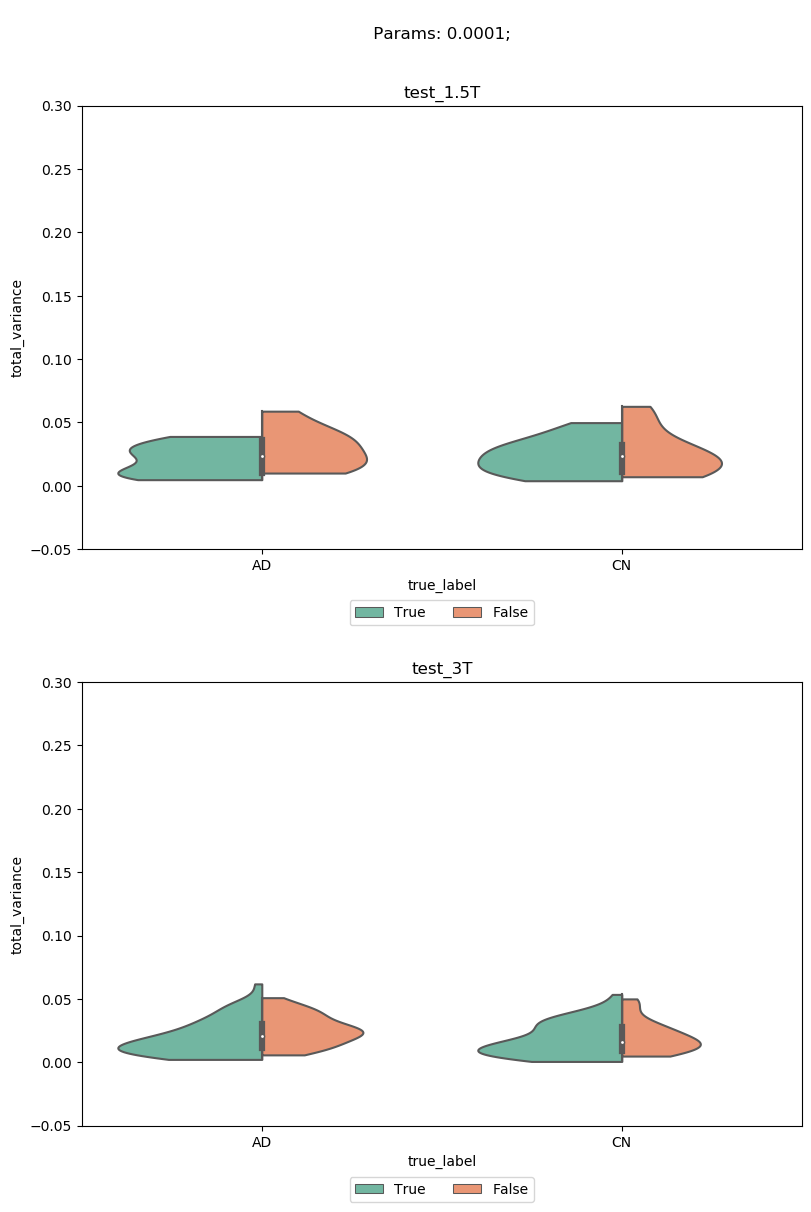 Params: 0.0001;
test_1.5T
0.30
0.25
0.20
0.15
0.10
0.05
0.00
−0.05
total_variance
AD CN
true_label
True False
test_3T
0.30
0.25
0.20
0.15
0.10
0.05
0.00
−0.05
total_variance
AD CN
true_label
True False